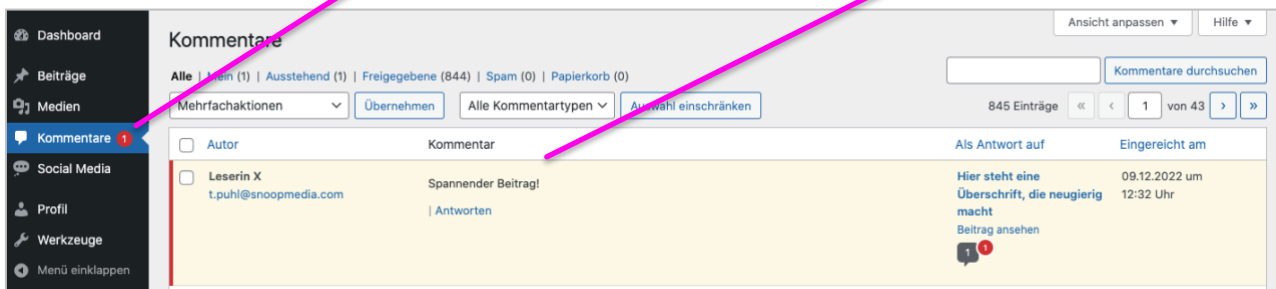 Ansicht anpassen ▼ Hilfe ▼
Dashboard
Beiträge
Medien
Kommentare 1
Social Media
Profil
Werkzeuge
Menü einklappen
Kommentare
Alle | Mein (1) | Ausstehend (1) | Freigegebene (844) | Spam (0) | Papierkorb (0)
Kommentare durchsuchen
Mehrfachaktionen Übernehmen Alle Kommentartypen Auswahl einschränken
845 Einträge « ‹ 1 von 43 › »
Autor Kommentar Als Antwort auf Eingereicht am
Leserin X
t.puhl@snoopmedia.com
Spannender Beitrag!
| Antworten
Hier steht eine
Überschrift, die neugierig
macht
Beitrag ansehen
1 1
09.12.2022 um
12:32 Uhr